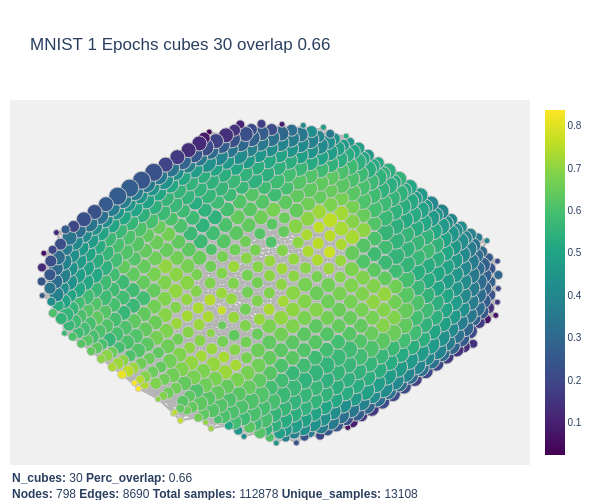 MNIST 1 Epochs cubes 30 overlap 0.66
0.8
0.7
0.6
0.5
0.4
0.3
0.2
0.1
N_cubes: 30 Perc_overlap: 0.66
Nodes: 798 Edges: 8690 Total samples: 112878 Unique_samples: 13108